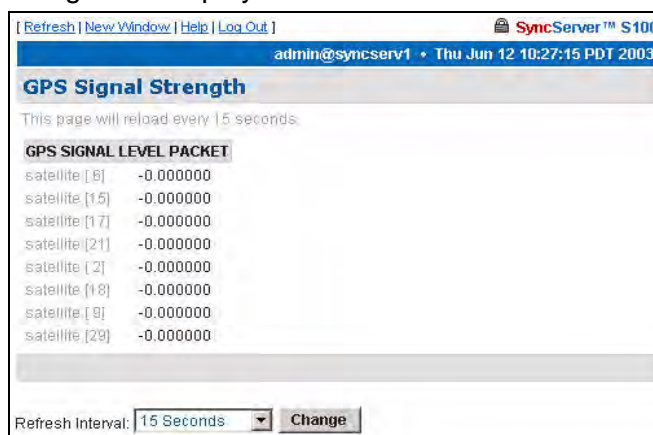 [ Refresh | New Window | Help | Log Out ] SyncServer™ S100
admin@syncserv1 • Thu Jun 12 10:27:15 PDT 2003
GPS Signal Strength
This page will reload every 15 seconds.
GPS SIGNAL LEVEL PACKET
satellite [ 6] -0.000000
satellite [15] -0.000000
satellite [17] -0.000000
satellite [21] -0.000000
satellite [ 2] -0.000000
satellite [18] -0.000000
satellite [ 9] -0.000000
satellite [29] -0.000000
Refresh Interval: 15 Seconds Change